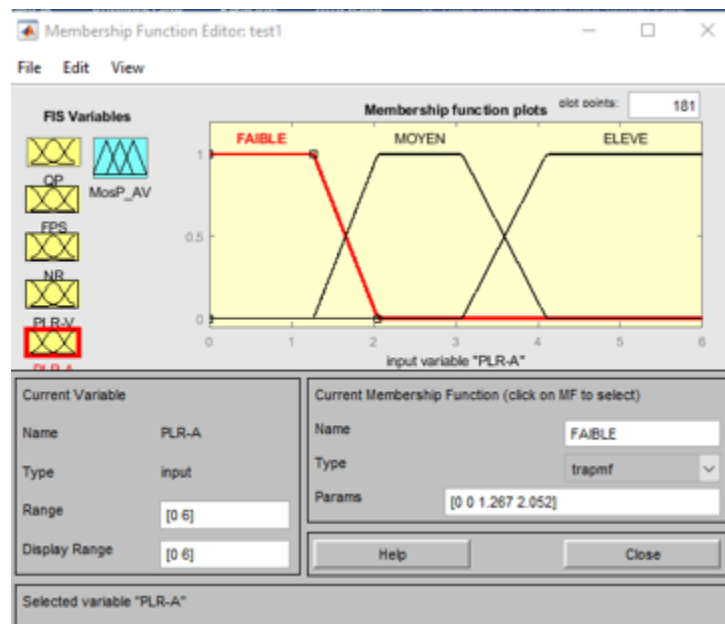 Membership Function Editor: test1
File Edit View
FIS Variables
QP
MosP_AV
FPS
NR
PLR-V
PLR-A
Membership function plots
plot points:
181
FAIBLE MOYEN ELEVE
1
0.5
0
0 1 2 3 4 5 6
input variable "PLR-A"
Current Variable
Name PLR-A
Type input
Range [0 6]
Display Range [0 6]
Current Membership Function (click on MF to select)
Name FAIBLE
Type trapmf
Params [0 0 1.267 2.052]
Help Close
Selected variable "PLR-A"